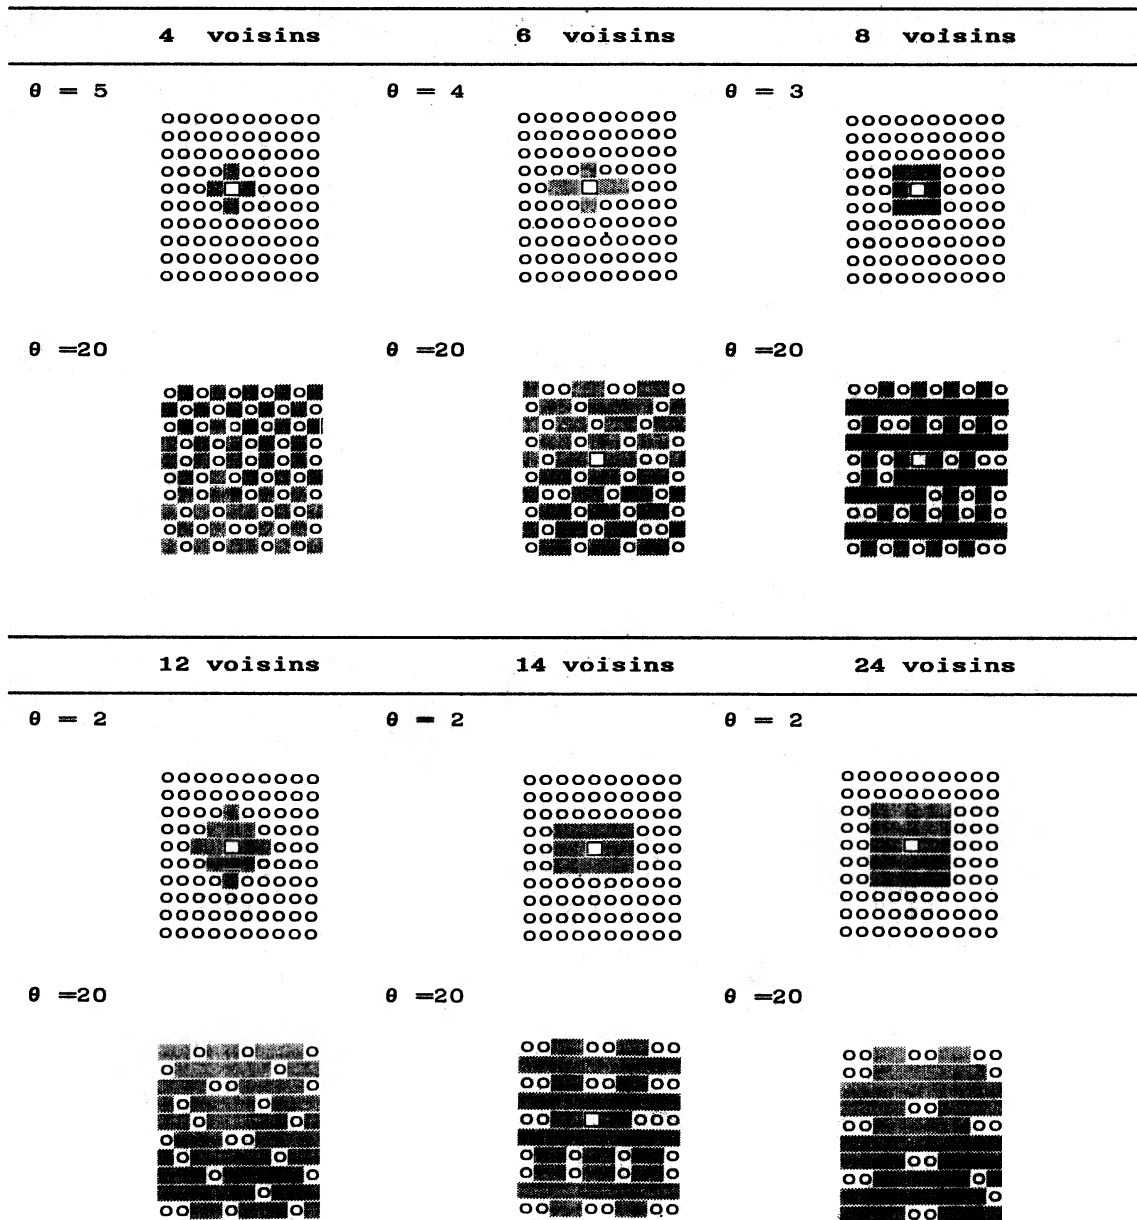 4 voisins 6 voisins 8 voisins
θ = 5 θ = 4 θ = 3
θ =20 θ =20 θ =20
12 voisins 14 voisins 24 voisins
θ = 2 θ = 2 θ = 2
θ =20 θ =20 θ =20